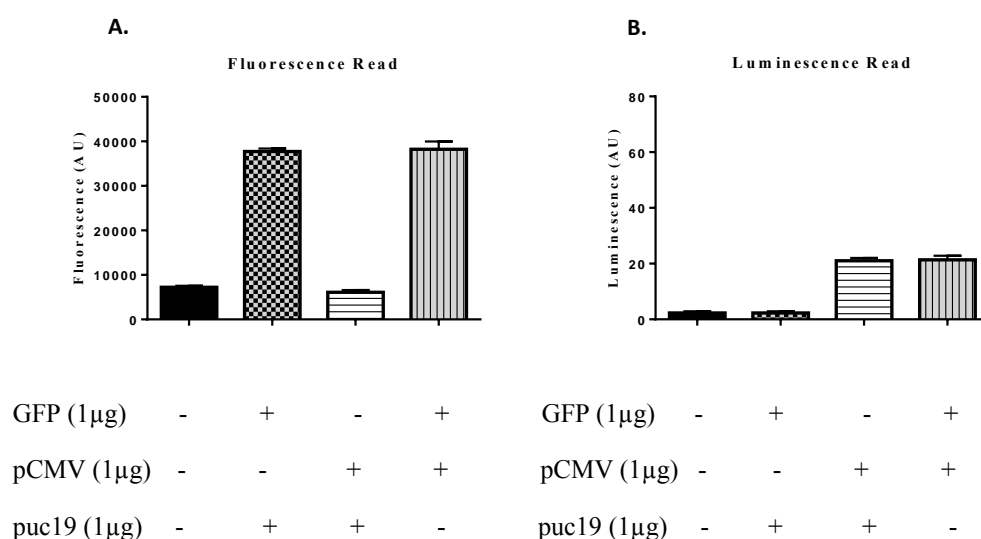 A.
Fluorescence Read
Fluorescence (AU)
50000
40000
30000
20000
10000
0
GFP (1µg) - + - +
pCMV (1µg) - - + +
puc19 (1µg) - + + -
B.
Luminescence Read
Luminescence (AU)
80
60
40
20
0
GFP (1µg) - + - +
pCMV (1µg) - - + +
puc19 (1µg) - + + -